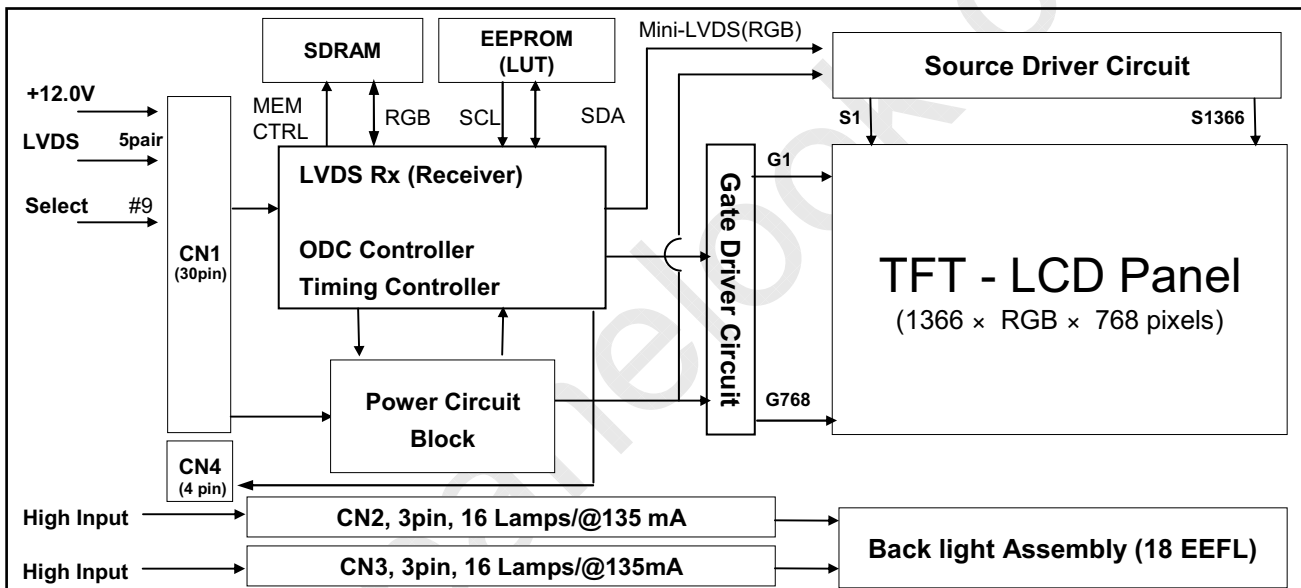 SDRAM
EEPROM
(LUT)
Mini-LVDS(RGB)
Source Driver Circuit
+12.0V
LVDS 5pair
Select #9
CN1
(30pin)
MEM
CTRL
RGB
SCL
SDA
S1
S1366
LVDS Rx (Receiver)
ODC Controller
Timing Controller
Gate Driver Circuit
G1
G768
TFT - LCD Panel
(1366 × RGB × 768 pixels)
Power Circuit
Block
CN4
(4 pin)
High Input
CN2, 3pin, 16 Lamps/@135 mA
High Input
CN3, 3pin, 16 Lamps/@135mA
Back light Assembly (18 EEFL)
panelook